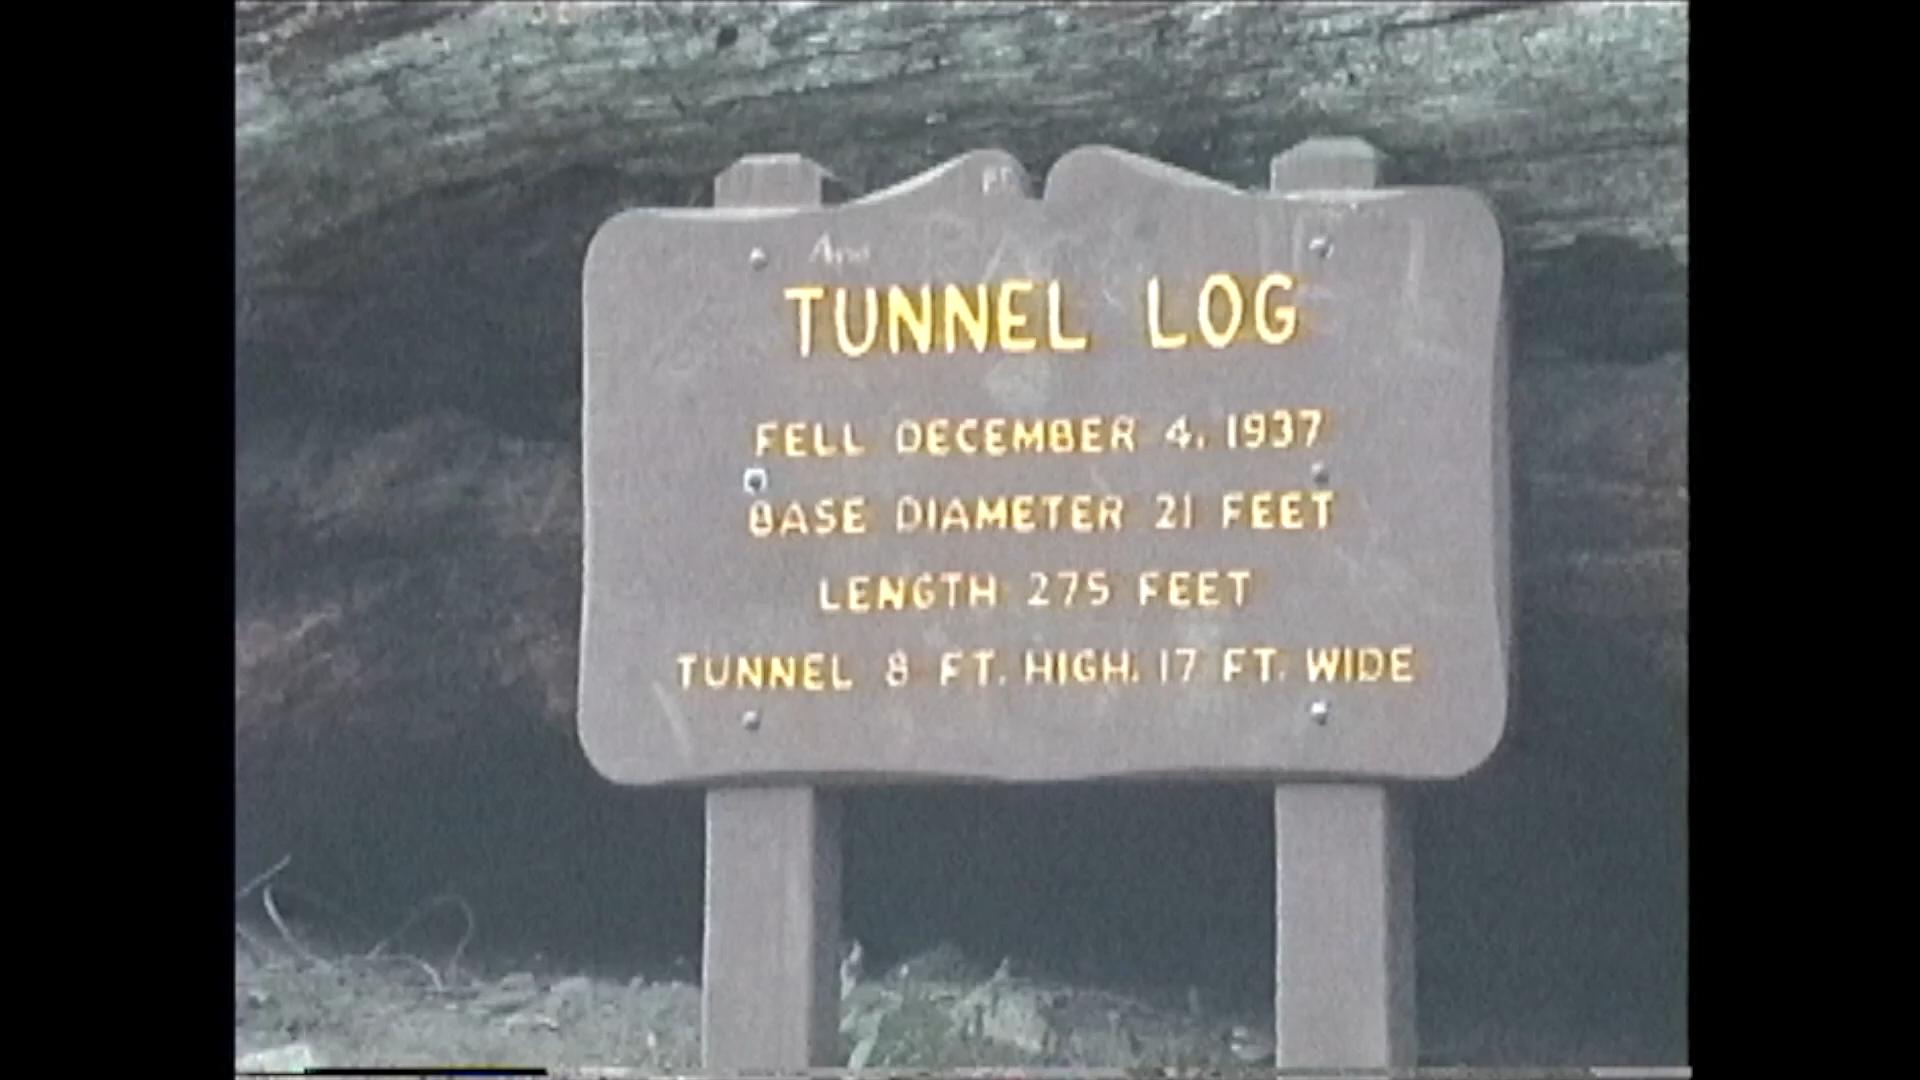 TUNNEL LOG
FELL DECEMBER 4, 1937
BASE DIAMETER 21 FEET
LENGTH 275 FEET
TUNNEL 8 FT. HIGH, 17 FT. WIDE